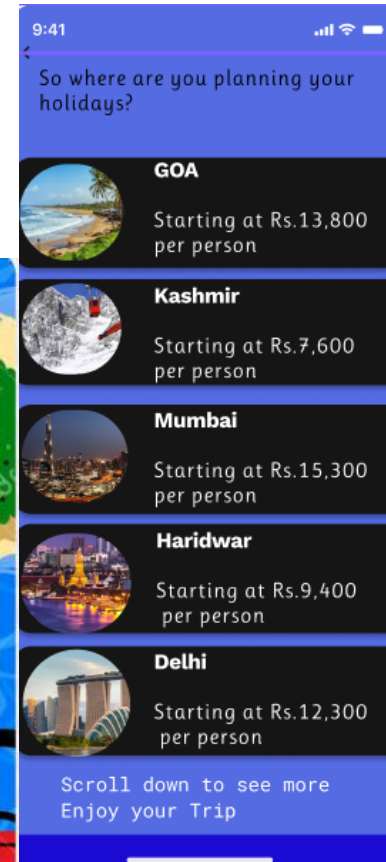 9:41
So where are you planning your
holidays?
GOA
Starting at Rs.13,800
per person
Kashmir
Starting at Rs.7,600
per person
Mumbai
Starting at Rs.15,300
per person
Haridwar
Starting at Rs.9,400
per person
Delhi
Starting at Rs.12,300
per person
Scroll down to see more
Enjoy your Trip